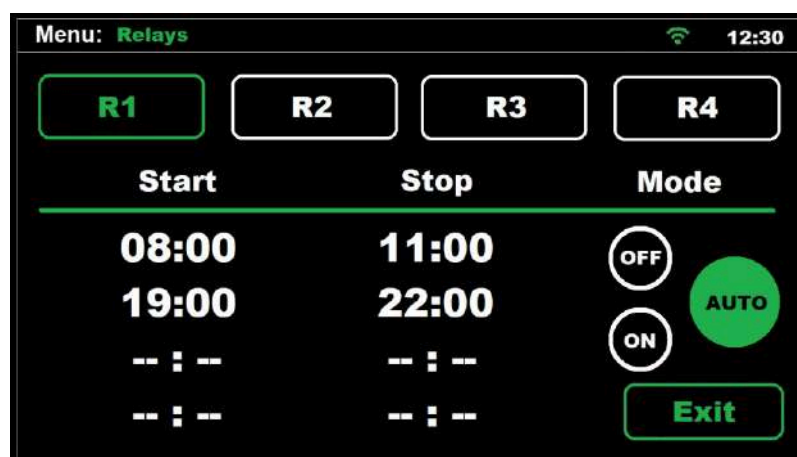 Menu: Relays 12:30
R1 R2 R3 R4
Start Stop Mode
08:00 11:00 OFF
19:00 22:00 AUTO
ON
-- : -- -- : --
-- : -- -- : -- Exit